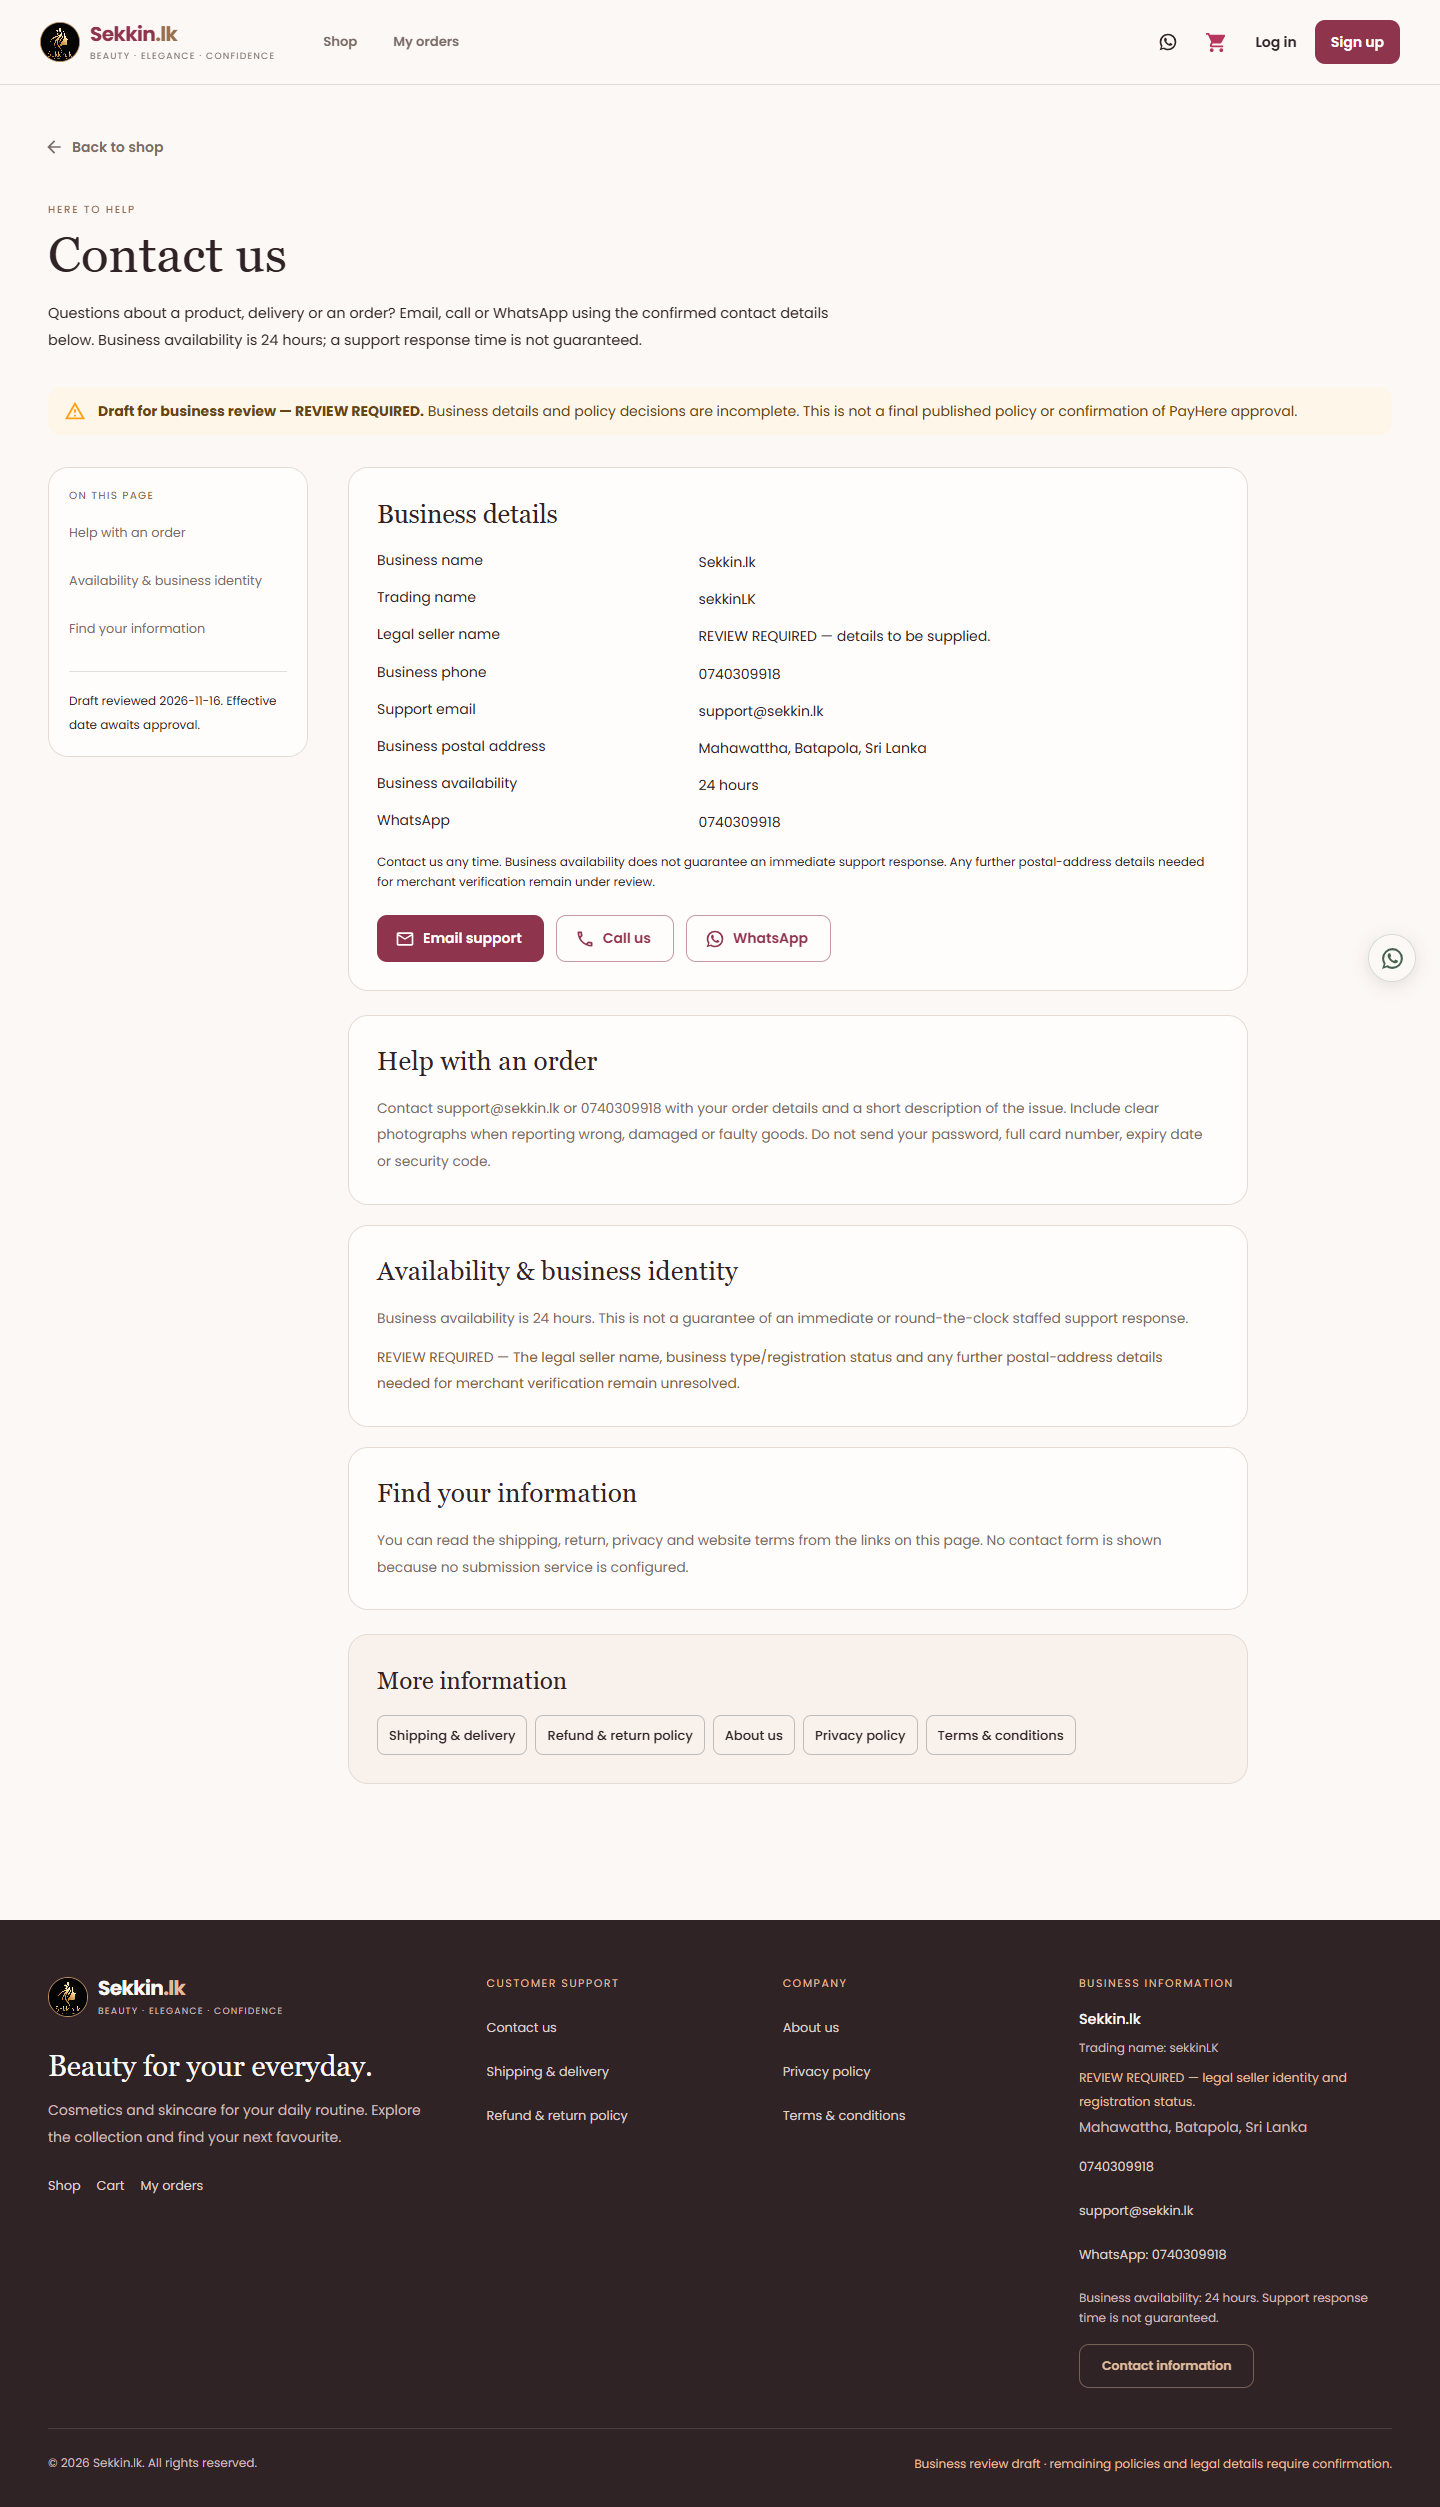 Sekkin.lk
BEAUTY · ELEGANCE · CONFIDENCE
Shop
My orders
Log in
Sign up
Back to shop
HERE TO HELP
Contact us
Questions about a product, delivery or an order? Email, call or WhatsApp using the confirmed contact details
below. Business availability is 24 hours; a support response time is not guaranteed.
Draft for business review — REVIEW REQUIRED. Business details and policy decisions are incomplete. This is not a final published policy or confirmation of PayHere approval.
ON THIS PAGE
Help with an order
Availability & business identity
Find your information
Draft reviewed 2026-11-16. Effective
date awaits approval.
Business details
Business name
Sekkin.lk
Trading name
sekkinLK
Legal seller name
REVIEW REQUIRED — details to be supplied.
Business phone
0740309918
Support email
support@sekkin.lk
Business postal address
Mahawattha, Batapola, Sri Lanka
Business availability
24 hours
WhatsApp
0740309918
Contact us any time. Business availability does not guarantee an immediate support response. Any further postal-address details needed
for merchant verification remain under review.
Email support
Call us
WhatsApp
Help with an order
Contact support@sekkin.lk or 0740309918 with your order details and a short description of the issue. Include clear
photographs when reporting wrong, damaged or faulty goods. Do not send your password, full card number, expiry date
or security code.
Availability & business identity
Business availability is 24 hours. This is not a guarantee of an immediate or round-the-clock staffed support response.
REVIEW REQUIRED — The legal seller name, business type/registration status and any further postal-address details
needed for merchant verification remain unresolved.
Find your information
You can read the shipping, return, privacy and website terms from the links on this page. No contact form is shown
because no submission service is configured.
More information
Shipping & delivery
Refund & return policy
About us
Privacy policy
Terms & conditions
Sekkin.lk
BEAUTY · ELEGANCE · CONFIDENCE
Beauty for your everyday.
Cosmetics and skincare for your daily routine. Explore
the collection and find your next favourite.
Shop
Cart
My orders
CUSTOMER SUPPORT
Contact us
Shipping & delivery
Refund & return policy
COMPANY
About us
Privacy policy
Terms & conditions
BUSINESS INFORMATION
Sekkin.lk
Trading name: sekkinLK
REVIEW REQUIRED — legal seller identity and
registration status.
Mahawattha, Batapola, Sri Lanka
0740309918
support@sekkin.lk
WhatsApp: 0740309918
Business availability: 24 hours. Support response
time is not guaranteed.
Contact information
© 2026 Sekkin.lk. All rights reserved.
Business review draft · remaining policies and legal details require confirmation.